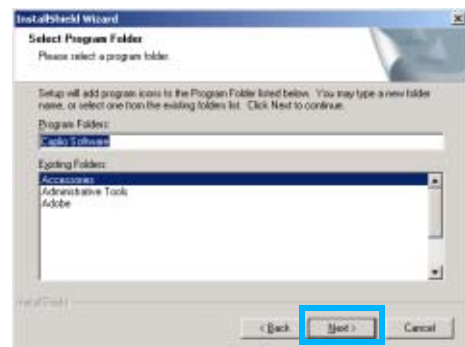 InstallShield Wizard
Select Program Folder
Please select a program folder.
Setup will add program icons to the Program Folder listed below. You may type a new folder
name, or select one from the existing folders list. Click Next to continue.
Program Folders:
Caplio Software
Existing Folders:
Accessories
Administrative Tools
Adobe
InstallShield
< Back
Next >
Cancel